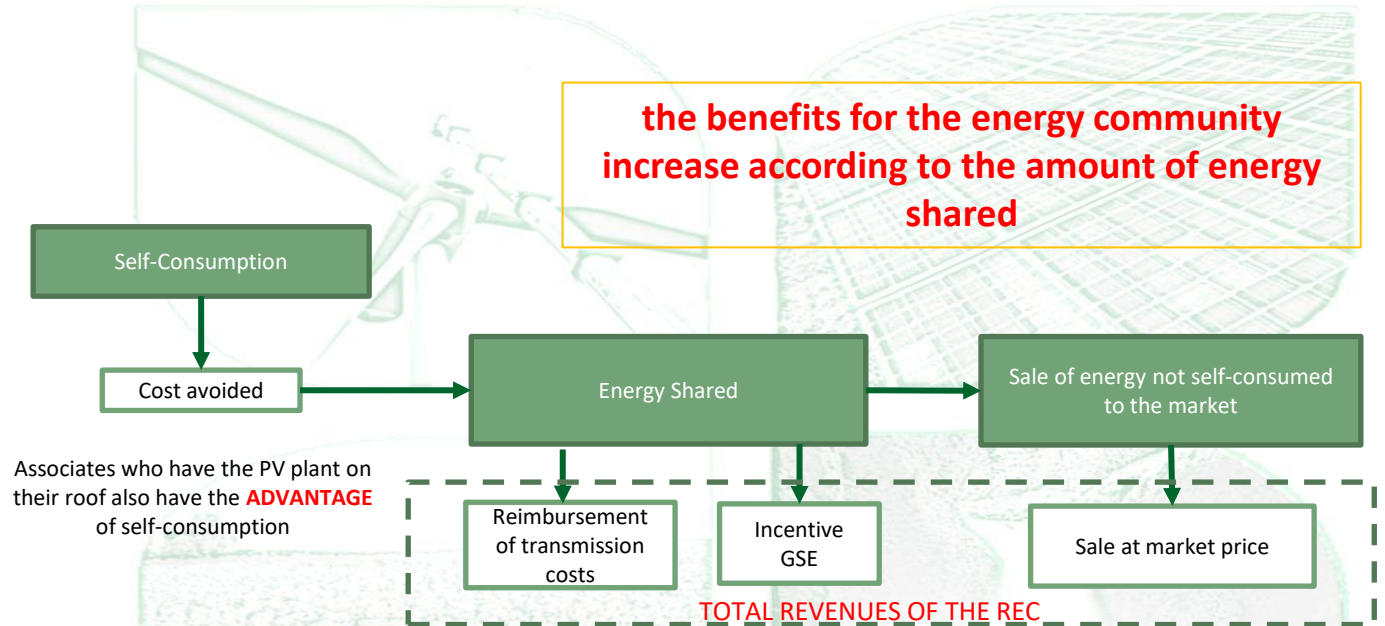 the benefits for the energy community
increase according to the amount of energy
shared
Self-Consumption
Cost avoided
Energy Shared
Sale of energy not self-consumed
to the market
Associates who have the PV plant on
their roof also have the ADVANTAGE
of self-consumption
Reimbursement
of transmission
costs
Incentive
GSE
Sale at market price
TOTAL REVENUES OF THE REC